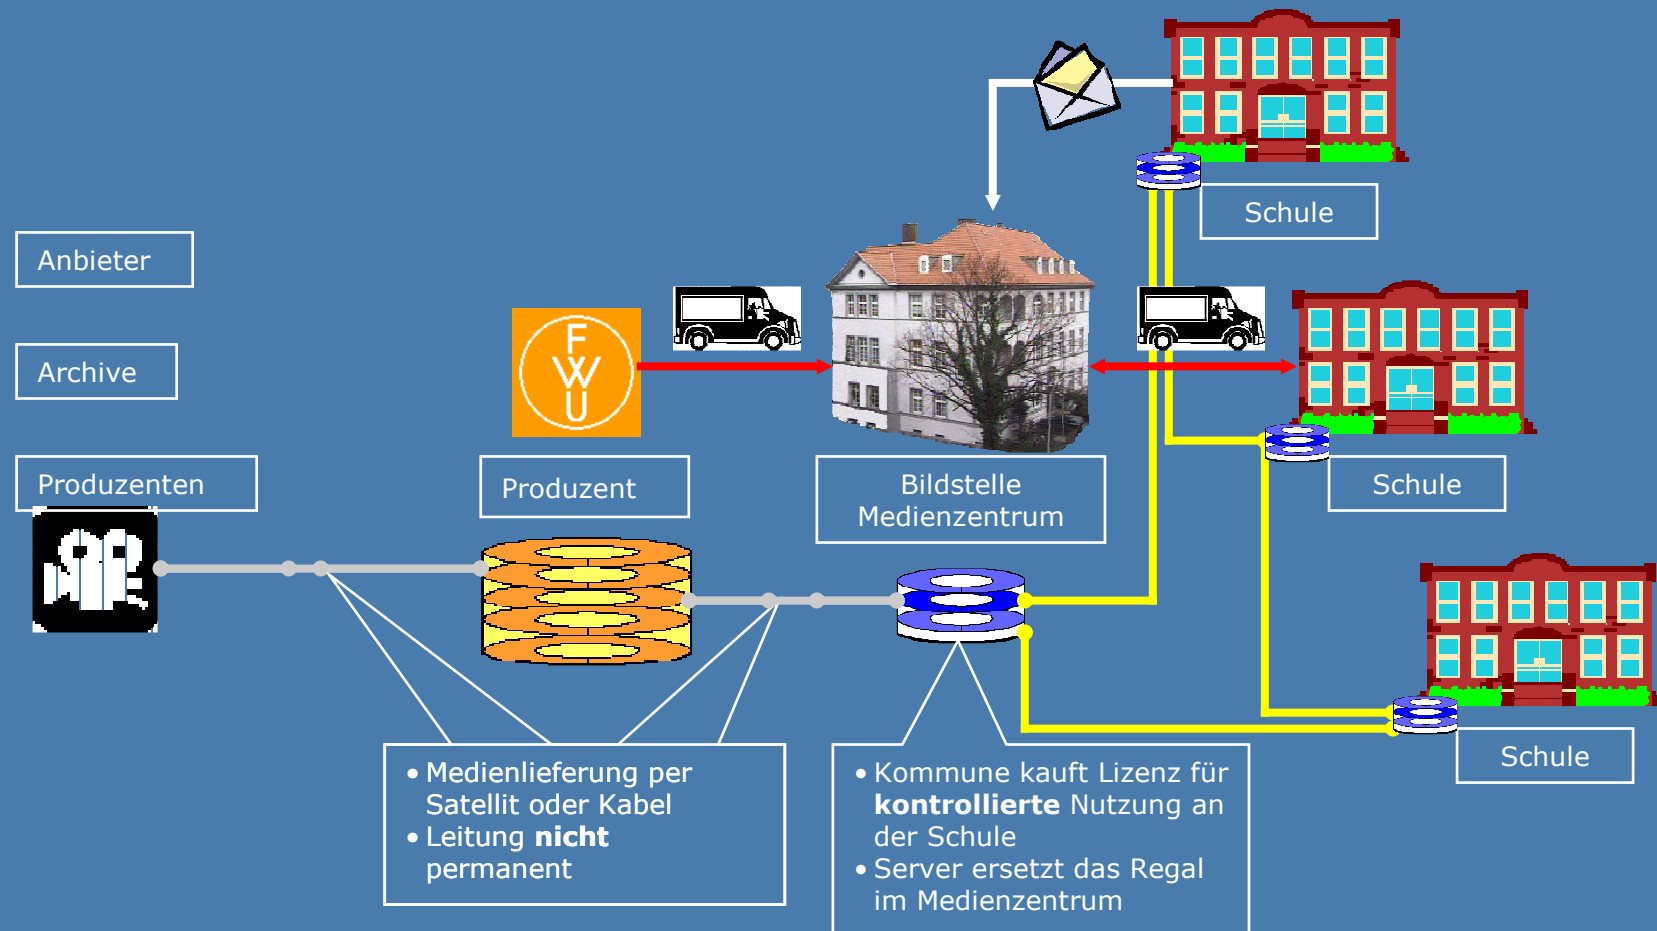 Schule
Anbieter
Archive
FWU
Schule
Produzenten
Produzent
Bildstelle
Medienzentrum
Schule
• Medienlieferung per
Satellit oder Kabel
• Leitung nicht
permanent
• Kommune kauft Lizenz für
kontrollierte Nutzung an
der Schule
• Server ersetzt das Regal
im Medienzentrum